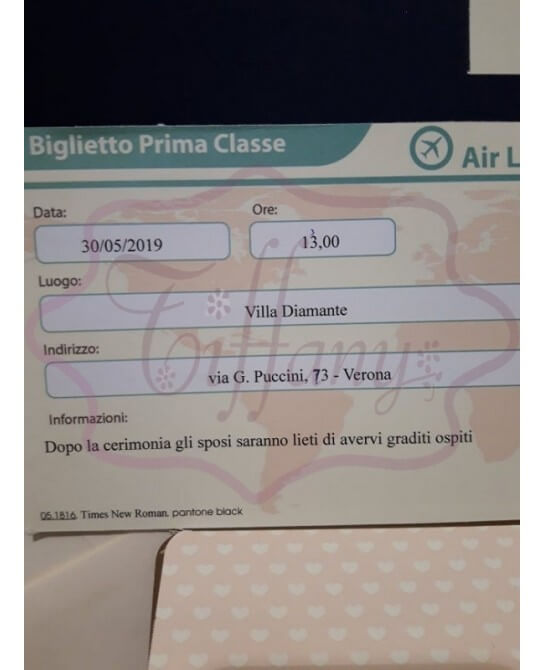 Biglietto Prima Classe
Air L
Data:
Ore:
30/05/2019
13,00
Luogo:
Villa Diamante
Indirizzo:
via G. Puccini, 73 - Verona
Informazioni:
Dopo la cerimonia gli sposi saranno lieti di avervi graditi ospiti
05.1816. Times New Roman. pantone black
Tiffany